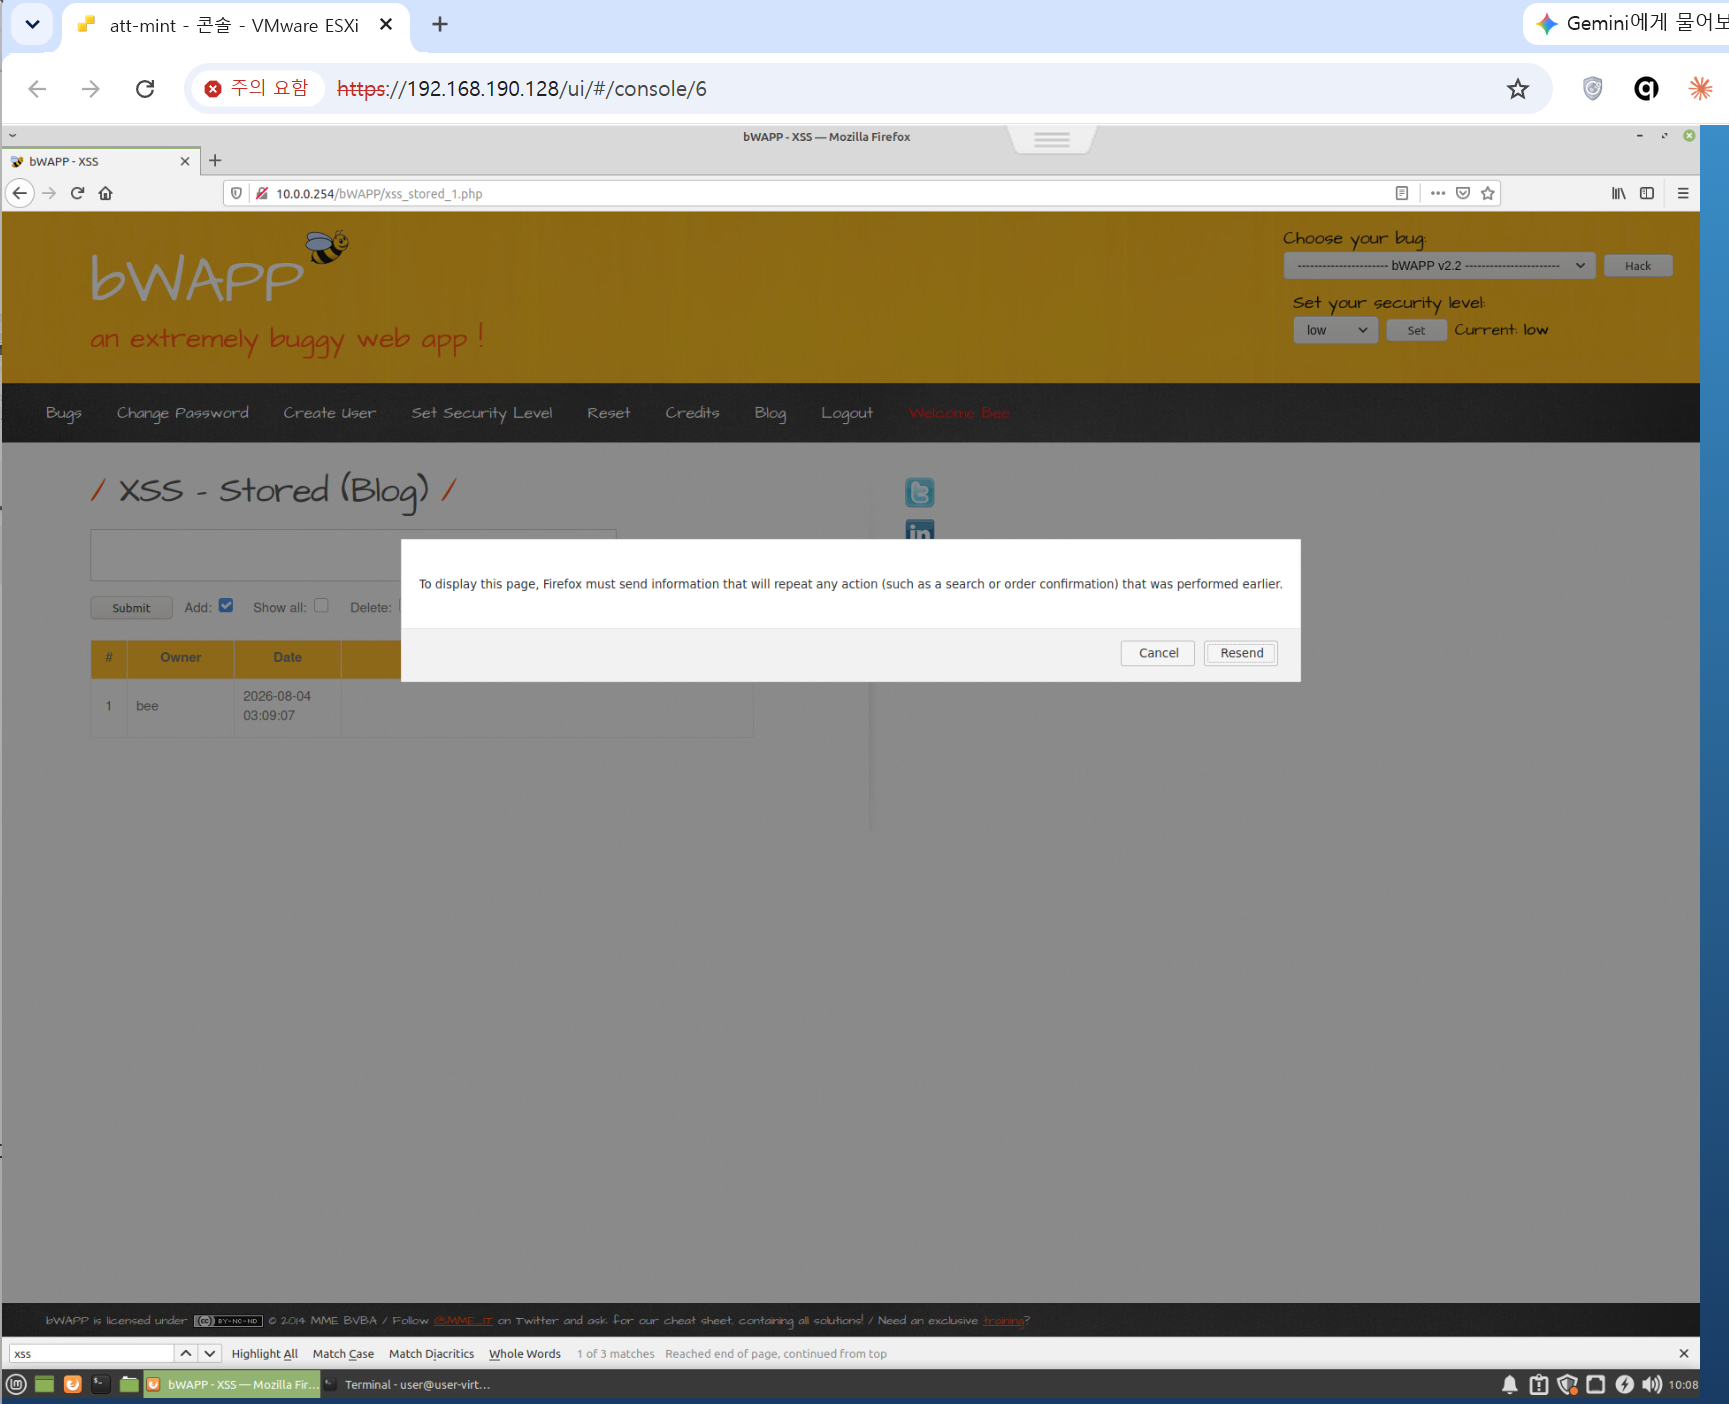 att-mint - 콘솔 - VMware ESXi
Gemini에게 물어보
주의 요함
https://192.168.190.128/ui/#/console/6
bWAPP - XSS — Mozilla Firefox
bWAPP - XSS
10.0.0.254/bWAPP/xss_stored_1.php
bWAPP
an extremely buggy web app !
Choose your bug:
---------------------- bWAPP v2.2 -----------------------
Hack
Set your security level:
low
Set
Current: low
Bugs
Change Password
Create User
Set Security Level
Reset
Credits
Blog
Logout
Welcome Bee
/ XSS - Stored (Blog) /
To display this page, Firefox must send information that will repeat any action (such as a search or order confirmation) that was performed earlier.
Cancel
Resend
Submit
Add:
Show all:
Delete:
# Owner Date
1 bee 2026-08-04
03:09:07
bWAPP is licensed under (cc) BY-NC-ND © 2014 MME BVBA / Follow @MME_IT on Twitter and ask for our cheat sheet, containing all solutions! / Need an exclusive training?
xss
Highlight All
Match Case
Match Diacritics
Whole Words
1 of 3 matches
Reached end of page, continued from top
bWAPP - XSS — Mozilla Fir...
Terminal - user@user-virt...
10:08